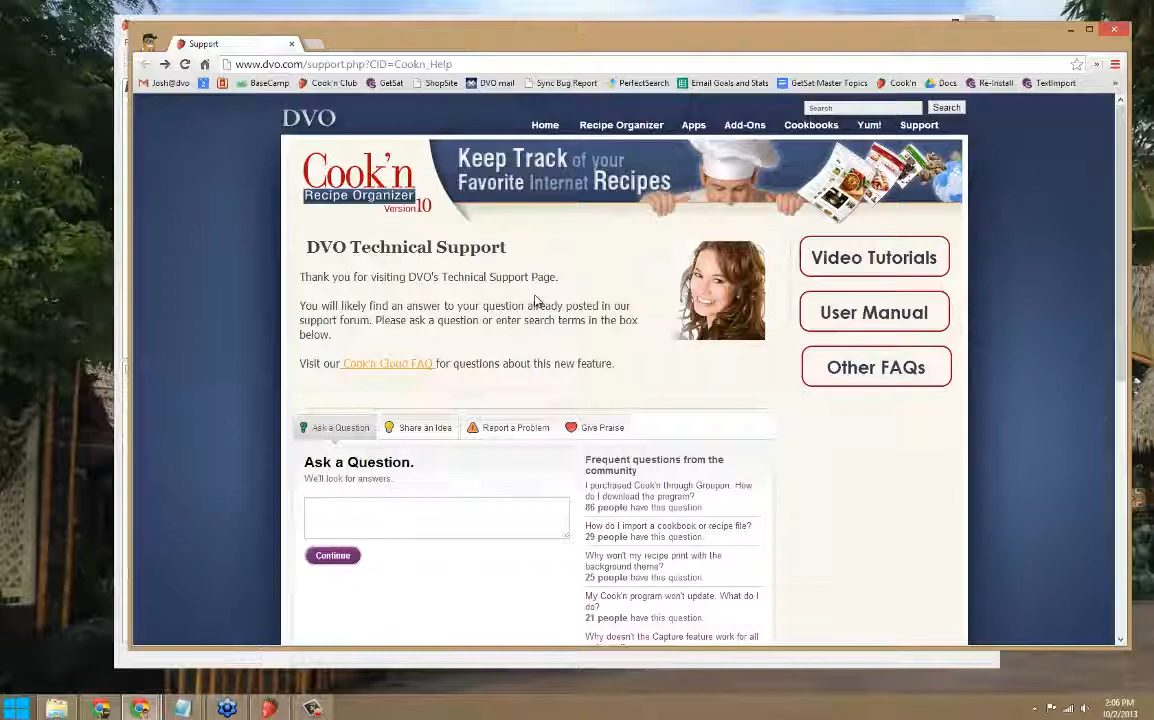 Support
www.dvo.com/support.php?CID=Cookn_Help
Josh@dvo BaseCamp Cook'n Club GetSat ShopSite DVO mail Sync Bug Report PerfectSearch Email Goals and Stats GetSat Master Topics Cook'n Docs Re-Install TextImport
DVO
Search Search
Home Recipe Organizer Apps Add-Ons Cookbooks Yum! Support
Cook'n
Recipe Organizer
Version 10
Keep Track of your
Favorite Internet Recipes
DVO Technical Support
Thank you for visiting DVO's Technical Support Page.
You will likely find an answer to your question already posted in our
support forum. Please ask a question or enter search terms in the box
below.
Visit our Cook'n Cloud FAQ for questions about this new feature.
Video Tutorials
User Manual
Other FAQs
Ask a Question Share an Idea Report a Problem Give Praise
Ask a Question.
We'll look for answers..
Continue
Frequent questions from the
community
I purchased Cook'n through Groupon. How
do I download the program?
86 people have this question
How do I import a cookbook or recipe file?
29 people have this question.
Why won't my recipe print with the
background theme?
25 people have this question.
My Cook'n program won't update. What do I
do?
21 people have this question.
Why doesn't the Capture feature work for all
2:06 PM
10/2/2013